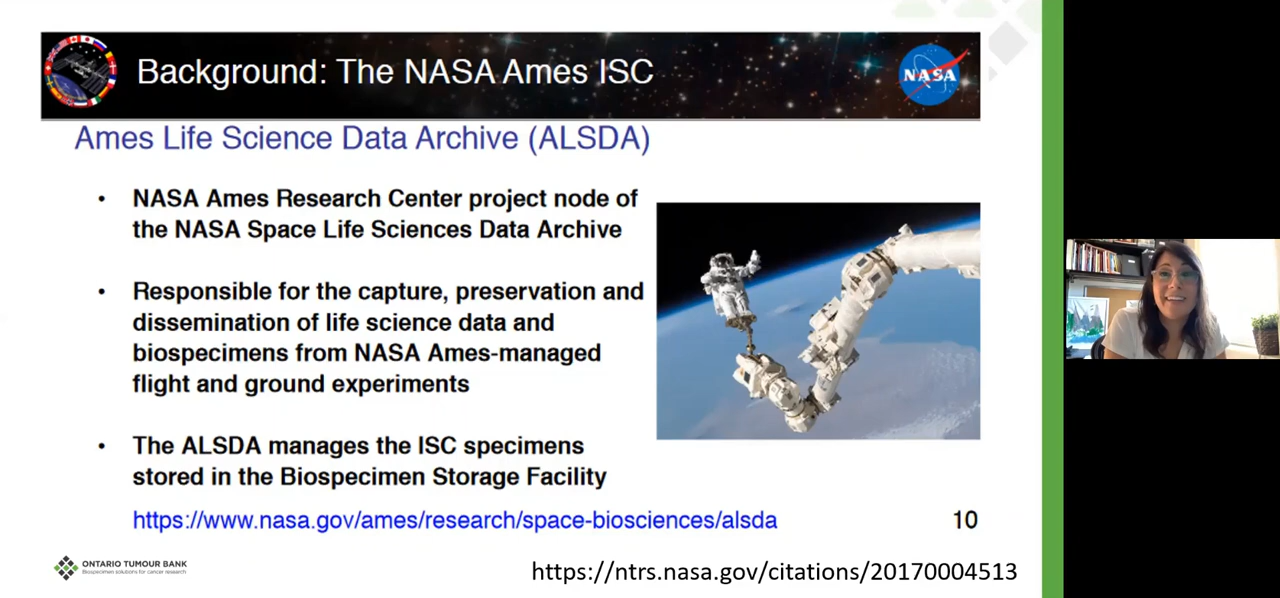 Background: The NASA Ames ISC
NASA
Ames Life Science Data Archive (ALSDA)
• NASA Ames Research Center project node of
the NASA Space Life Sciences Data Archive
• Responsible for the capture, preservation and
dissemination of life science data and
biospecimens from NASA Ames-managed
flight and ground experiments
• The ALSDA manages the ISC specimens
stored in the Biospecimen Storage Facility
https://www.nasa.gov/ames/research/space-biosciences/alsda
10
ONTARIO TUMOUR BANK
Biospecimen solutions for cancer research
https://ntrs.nasa.gov/citations/20170004513